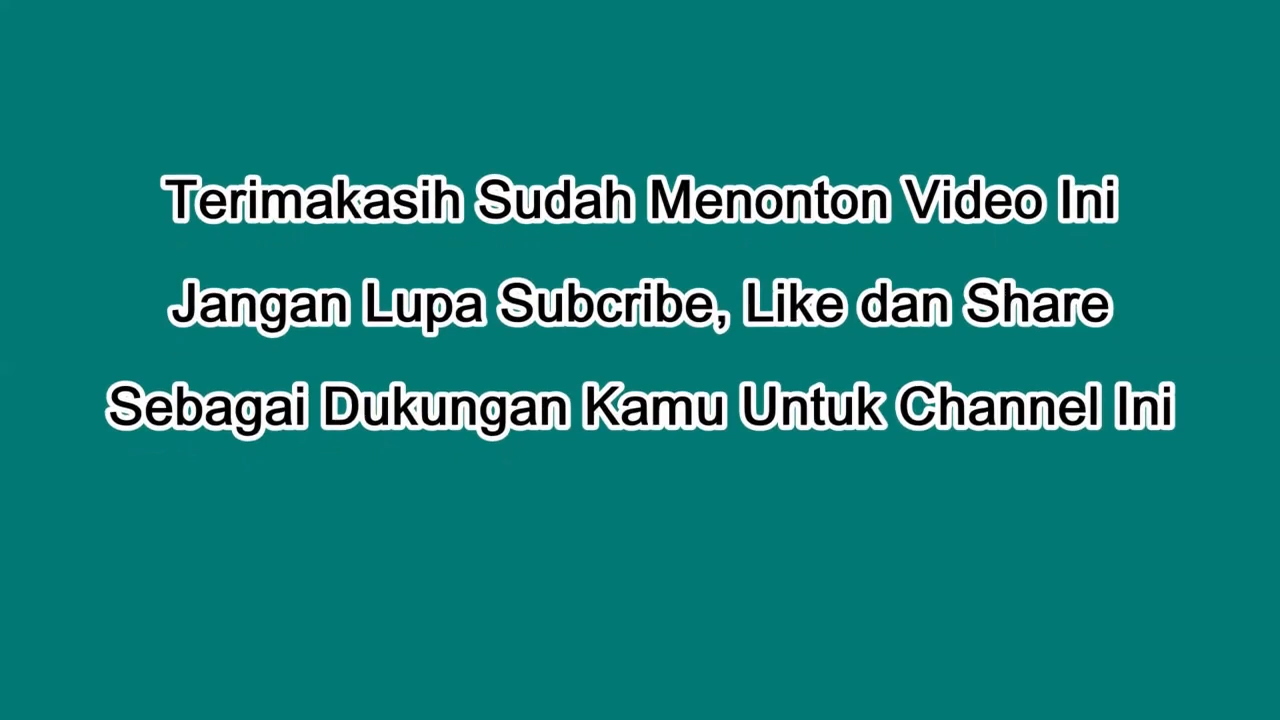 Terimakasih Sudah Menonton Video Ini
Jangan Lupa Subcribe, Like dan Share
Sebagai Dukungan Kamu Untuk Channel Ini